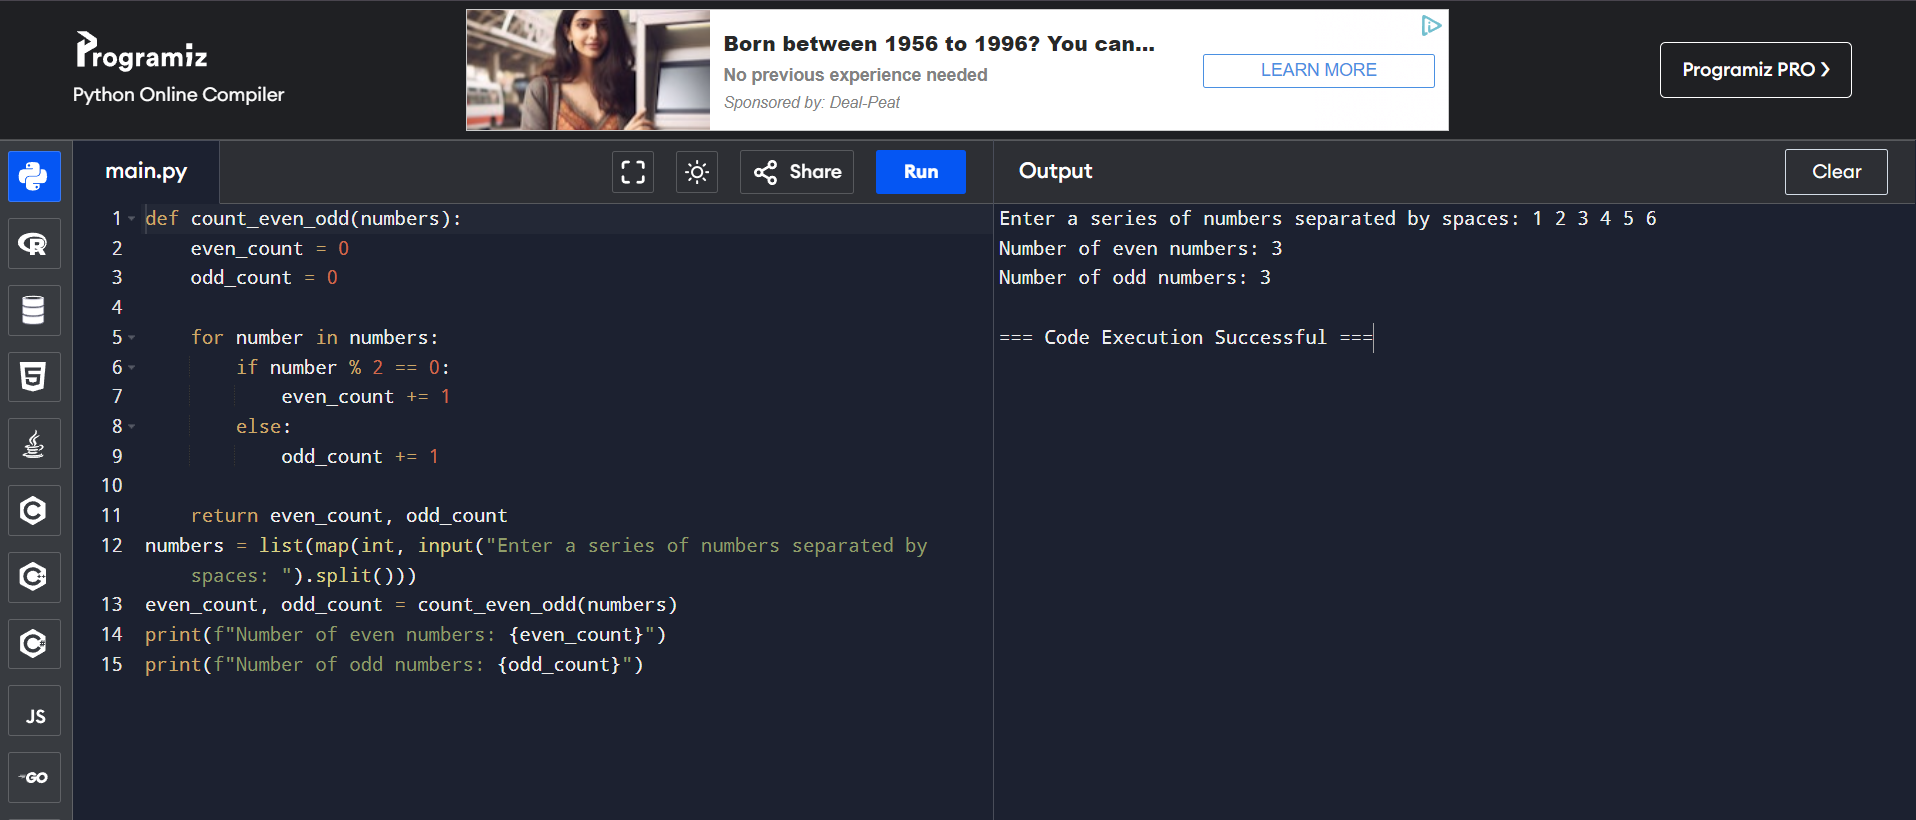 Programiz
Python Online Compiler
Born between 1956 to 1996? You can...
No previous experience needed
Sponsored by: Deal-Peat
LEARN MORE
Programiz PRO ❯
main.py
Share
Run
Output
Clear
1 def count_even_odd(numbers):
2     even_count = 0
3     odd_count = 0
4
5     for number in numbers:
6         if number % 2 == 0:
7             even_count += 1
8         else:
9             odd_count += 1
10
11     return even_count, odd_count
12 numbers = list(map(int, input("Enter a series of numbers separated by
    spaces: ").split()))
13 even_count, odd_count = count_even_odd(numbers)
14 print(f"Number of even numbers: {even_count}")
15 print(f"Number of odd numbers: {odd_count}")
Enter a series of numbers separated by spaces: 1 2 3 4 5 6
Number of even numbers: 3
Number of odd numbers: 3
=== Code Execution Successful ===
R
5
C
C++
C#
JS
GO